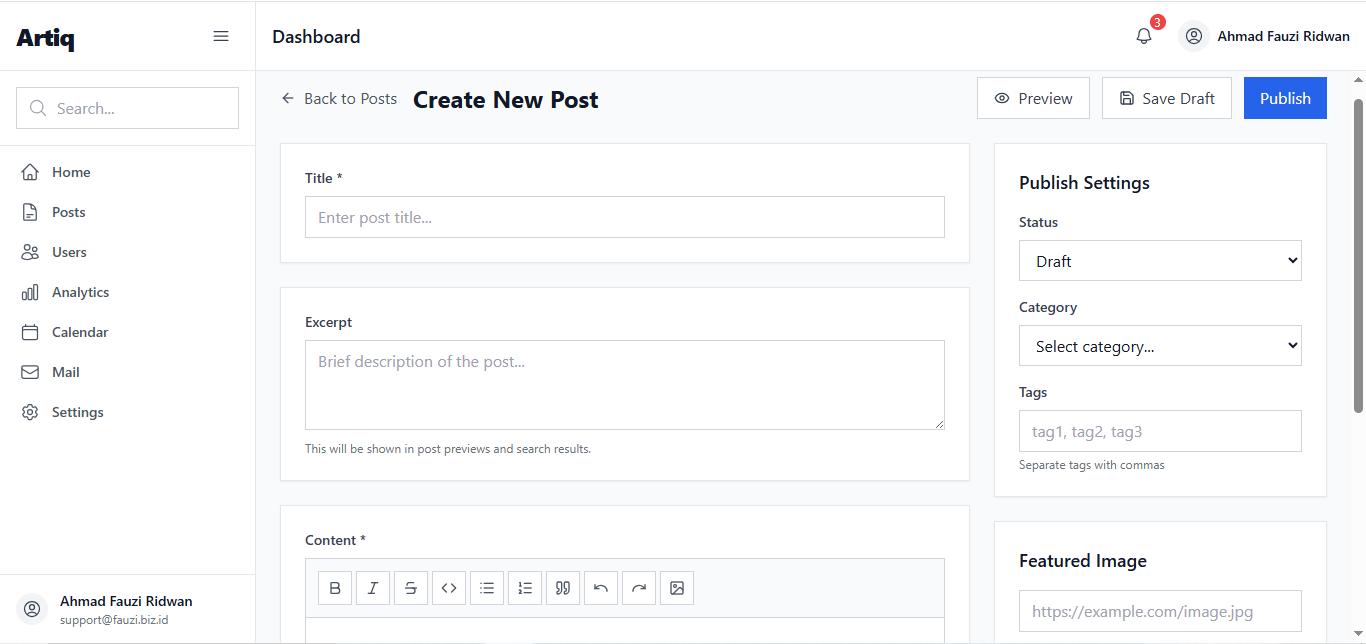 Artiq
Dashboard
3
Ahmad Fauzi Ridwan
Search...
Home
Posts
Users
Analytics
Calendar
Mail
Settings
Ahmad Fauzi Ridwan
support@fauzi.biz.id
Back to Posts
Create New Post
Preview
Save Draft
Publish
Title *
Enter post title...
Excerpt
Brief description of the post...
This will be shown in post previews and search results.
Content *
Publish Settings
Status
Draft
Category
Select category...
Tags
tag1, tag2, tag3
Separate tags with commas
Featured Image
https://example.com/image.jpg